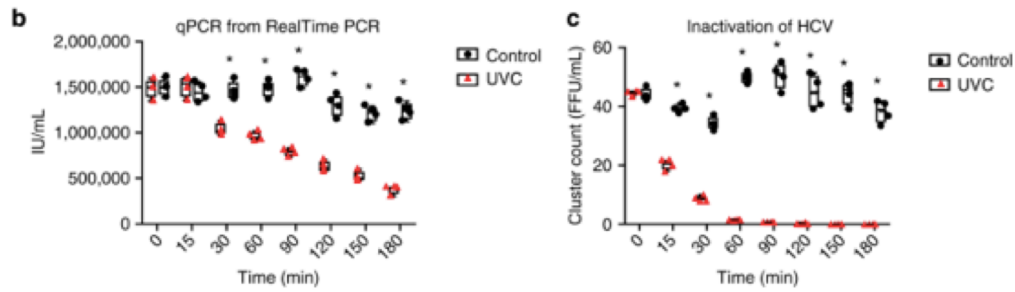 b
qPCR from RealTime PCR
2,000,000
1,500,000
1,000,000
500,000
0
IU/mL
* * * * * *
Control
UVC
0 15 30 60 90 120 150 180
Time (min)
c
Inactivation of HCV
60
40
20
0
Cluster count (FFU/mL)
* * * * * * *
Control
UVC
0 15 30 60 90 120 150 180
Time (min)